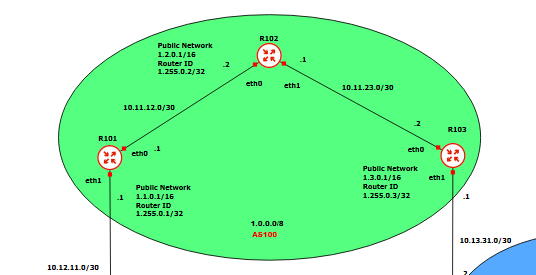 R102
Public Network
1.2.0.1/16
Router ID
1.255.0.2/32
.2
.1
eth0
eth1
10.11.23.0/30
10.11.12.0/30
.2
R103
R101
.1
eth0
eth0
eth1
Public Network
1.1.0.1/16
Router ID
1.255.0.1/32
.1
Public Network
1.3.0.1/16
Router ID
1.255.0.3/32
eth1
.1
1.0.0.0/8
AS100
10.13.31.0/30
10.12.11.0/30